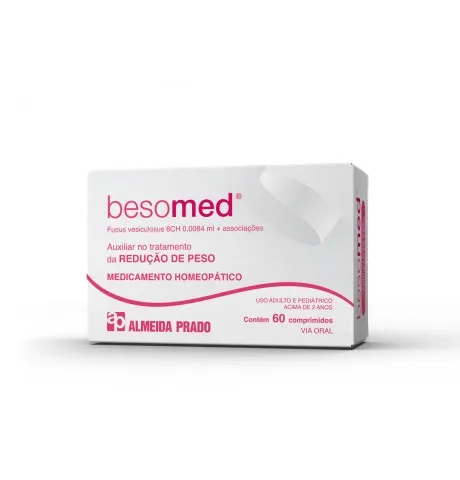 besomed®
Fucus vesiculosus 6CH 0,0084 ml + associações
Auxiliar no tratamento
da REDUÇÃO DE PESO
MEDICAMENTO HOMEOPÁTICO
USO ADULTO E PEDIÁTRICO
ACIMA DE 2 ANOS
Contém 60 comprimidos
VIA ORAL
ap ALMEIDA PRADO